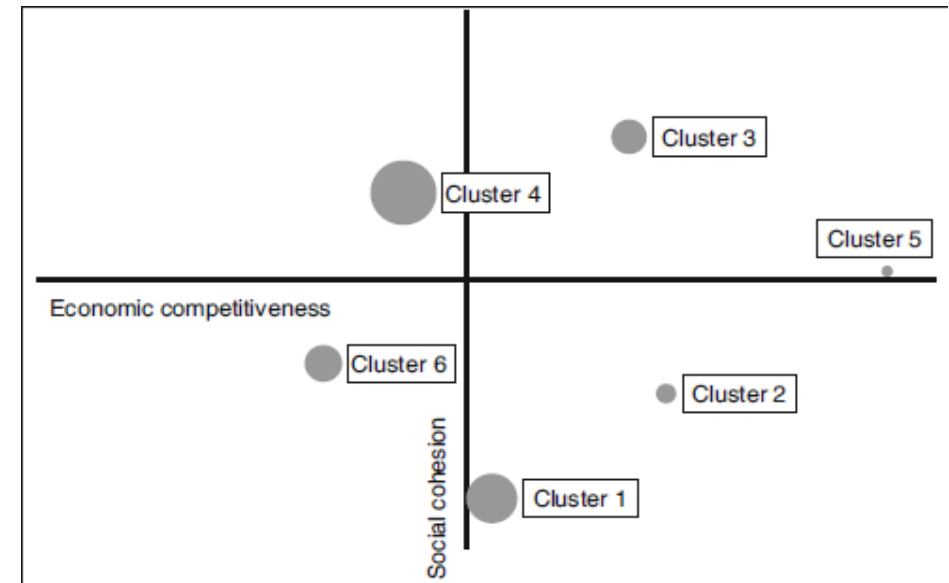 Cluster 3
Cluster 4
Cluster 5
Economic competitiveness
Cluster 6
Cluster 2
Social cohesion
Cluster 1